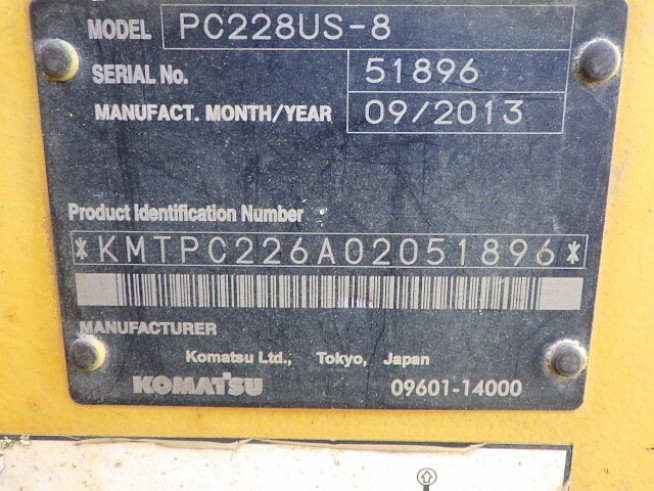 MODEL PC228US-8
SERIAL No. 51896
MANUFACT. MONTH/YEAR 09/2013
Product Identification Number
*KMTPC226A02051896*
MANUFACTURER
Komatsu Ltd., Tokyo, Japan
KOMATSU 09601-14000